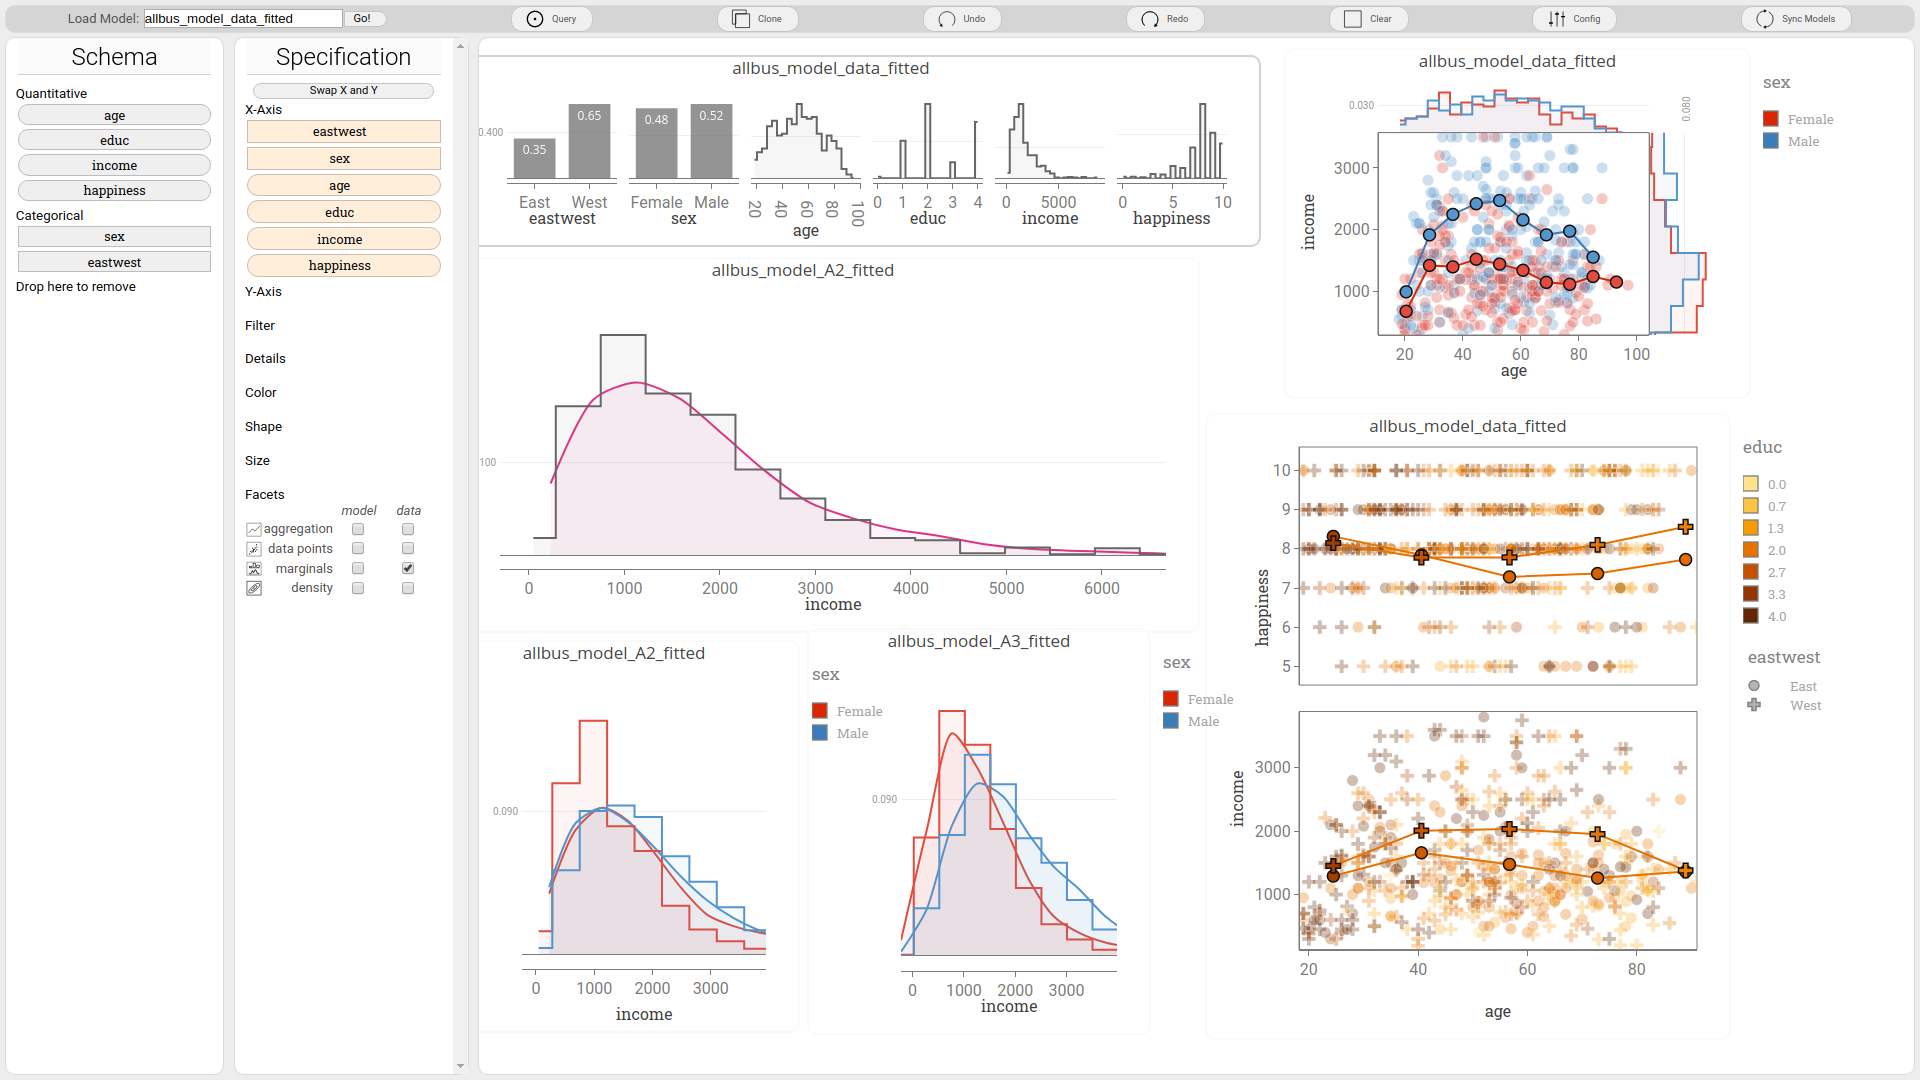 Load Model: allbus_model_data_fitted Go! Query Clone Undo Redo Clear Config Sync Models
Schema
Quantitative
age
educ
income
happiness
Categorical
sex
eastwest
Drop here to remove
Specification
Swap X and Y
X-Axis
eastwest
sex
age
educ
income
happiness
Y-Axis
Filter
Details
Color
Shape
Size
Facets
model data
aggregation
data points
marginals
density
allbus_model_data_fitted
0.400
0.35 0.65 0.48 0.52
East West Female Male 20 40 60 80 100 0 1 2 3 4 0 5000 0 5 10
eastwest sex age educ income happiness
allbus_model_A2_fitted
100
0 1000 2000 3000 4000 5000 6000
income
allbus_model_A2_fitted
sex
Female
Male
0.090
0 1000 2000 3000
income
allbus_model_A3_fitted
sex
Female
Male
0.090
0 1000 2000 3000
income
allbus_model_data_fitted
sex
Female
Male
0.030
0.080
3000
2000
1000
income
20 40 60 80 100
age
allbus_model_data_fitted
educ
0.0
0.7
1.3
2.0
2.7
3.3
4.0
eastwest
East
West
10
9
8
7
6
5
happiness
3000
2000
1000
income
20 40 60 80
age